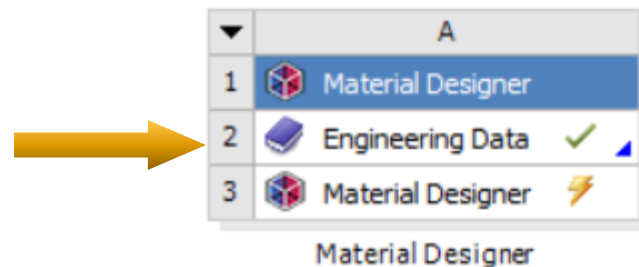 A
1 Material Designer
2 Engineering Data
3 Material Designer
Material Designer